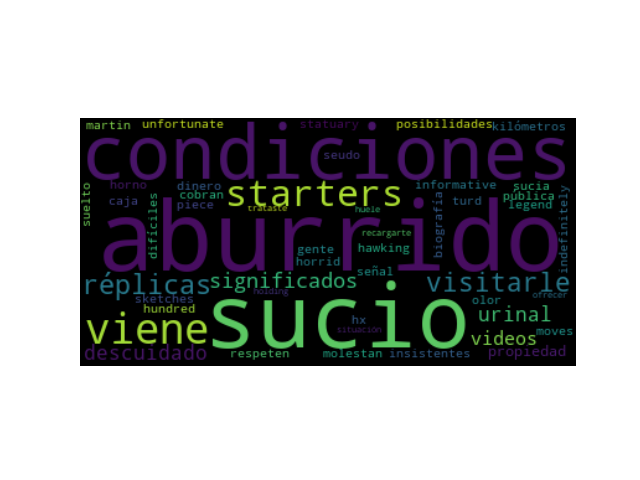 martin unfortunate statuary posibilidades kilómetros
condiciones
seudo
suelto horno dinero informative sucia
caja cobran starters pública
piece legend
trataste huele turd
aburrido
difíciles recargarte biografía indefinitely
gente hawking
horrid señal
réplicas significados visitarle
sketches holding olor ofrecer
hundred sucio urinal
viene hx moves
situación videos
descuidado respeten molestan insistentes propiedad